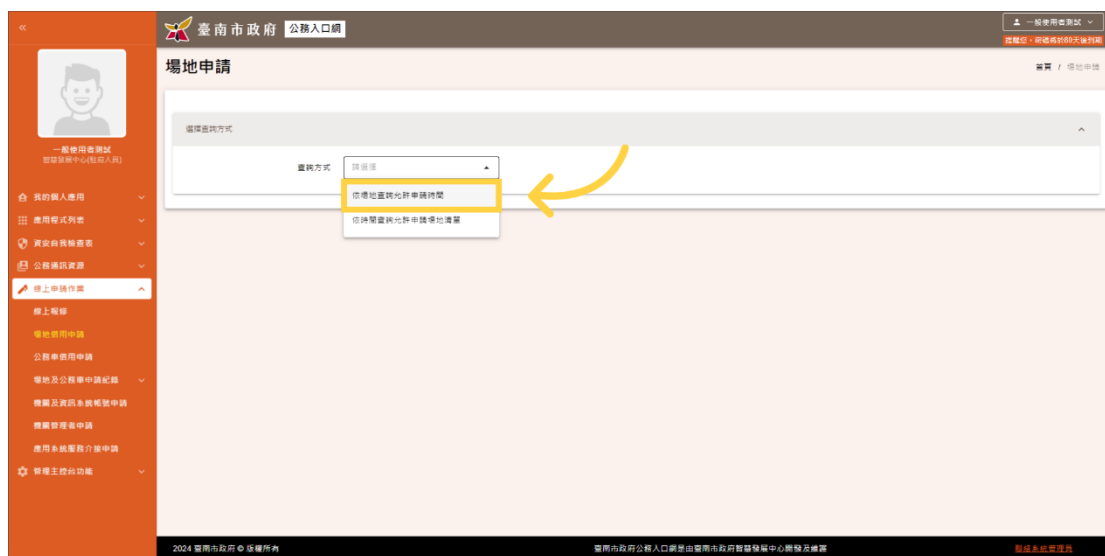 «
臺南市政府 公務入口網
一般使用者測試
提醒您，密碼將於80天後到期
一般使用者測試
智慧發展中心(駐府人員)
我的個人應用
應用程式列表
資安自我檢查表
公務通訊資源
線上申請作業
線上報修
場地借用申請
公務車借用申請
場地及公務車申請紀錄
機關及資訊系統帳號申請
機關管理者申請
應用系統服務介接申請
管理主控台功能
場地申請
首頁 / 場地申請
選擇查詢方式
查詢方式 請選擇
依場地查詢允許申請時間
依時間查詢允許申請場地清單
2024 臺南市政府 © 版權所有
臺南市政府公務入口網是由臺南市政府智慧發展中心開發及維護
聯絡系統管理員